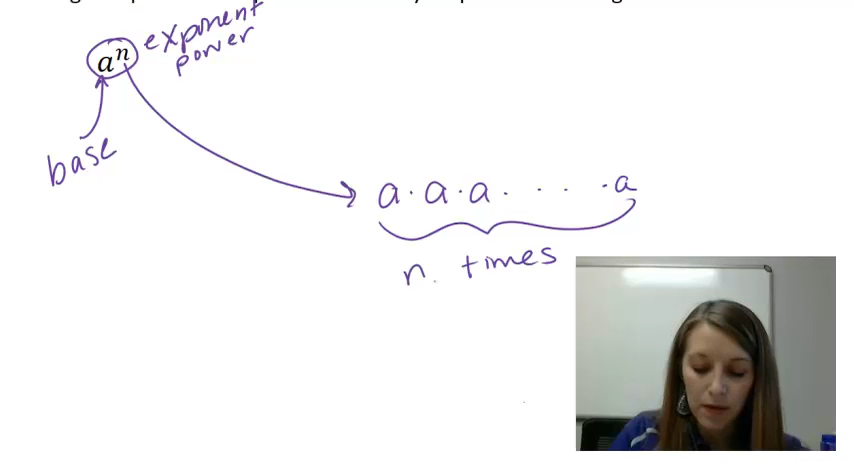 exponent
power
aⁿ
base
a · a · a · · · · · a
n. times